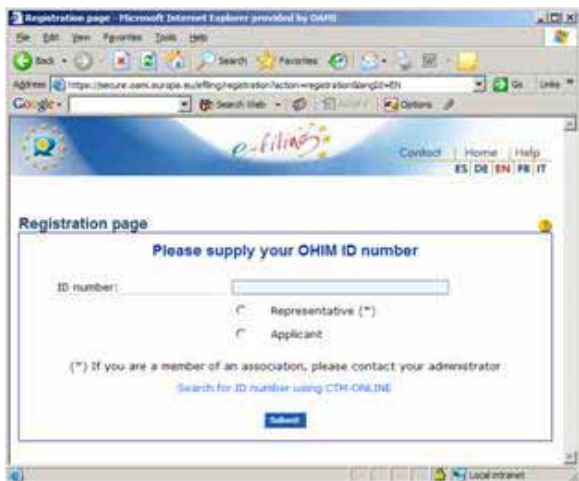 Registration page - Microsoft Internet Explorer provided by OAMI
File Edit View Favorites Tools Help
Back Search Favorites
Address https://secure.oami.europa.eu/efiling/registration?action=registration&langId=EN Go Links
Google Search Web Options
e-filing
Contact Home Help
ES DE EN FR IT
Registration page
Please supply your OHIM ID number
ID number:
Representative (*)
Applicant
(*) If you are a member of an association, please contact your administrator
Search for ID number using CTM-ONLINE
Submit
Local intranet